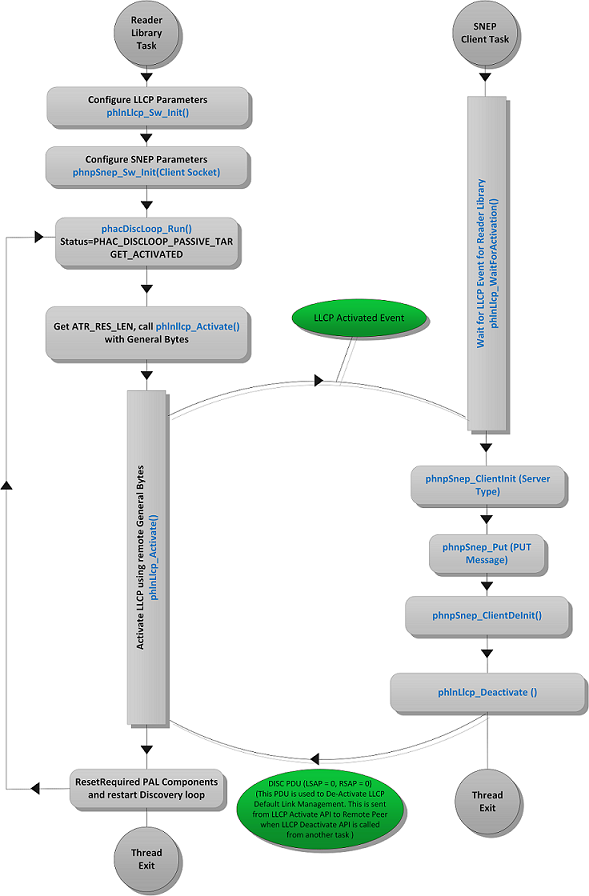 Reader
Library
Task
Configure LLCP Parameters
phlnLlcp_Sw_Init()
Configure SNEP Parameters
phnpSnep_Sw_Init(Client Socket)
phacDiscLoop_Run()
Status=PHAC_DISCLOOP_PASSIVE_TAR
GET_ACTIVATED
Get ATR_RES_LEN, call phlnllcp_Activate()
with General Bytes
Activate LLCP using remote General Bytes
phlnLlcp_Activate()
ResetRequired PAL Components
and restart Discovery loop
Thread
Exit
LLCP Activated Event
DISC PDU (LSAP = 0, RSAP = 0)
(This PDU is used to De-Activate LLCP
Default Link Management. This is sent
from LLCP Activate API to Remote Peer
when LLCP Deactivate API is called
from another task )
SNEP
Client Task
Wait for LLCP Event for Reader Library
phlnLlcp_WaitForActivation()
phnpSnep_ClientInit (Server
Type)
phnpSnep_Put (PUT
Message)
phnpSnep_ClientDeInit()
phlnLlcp_Deactivate ()
Thread
Exit